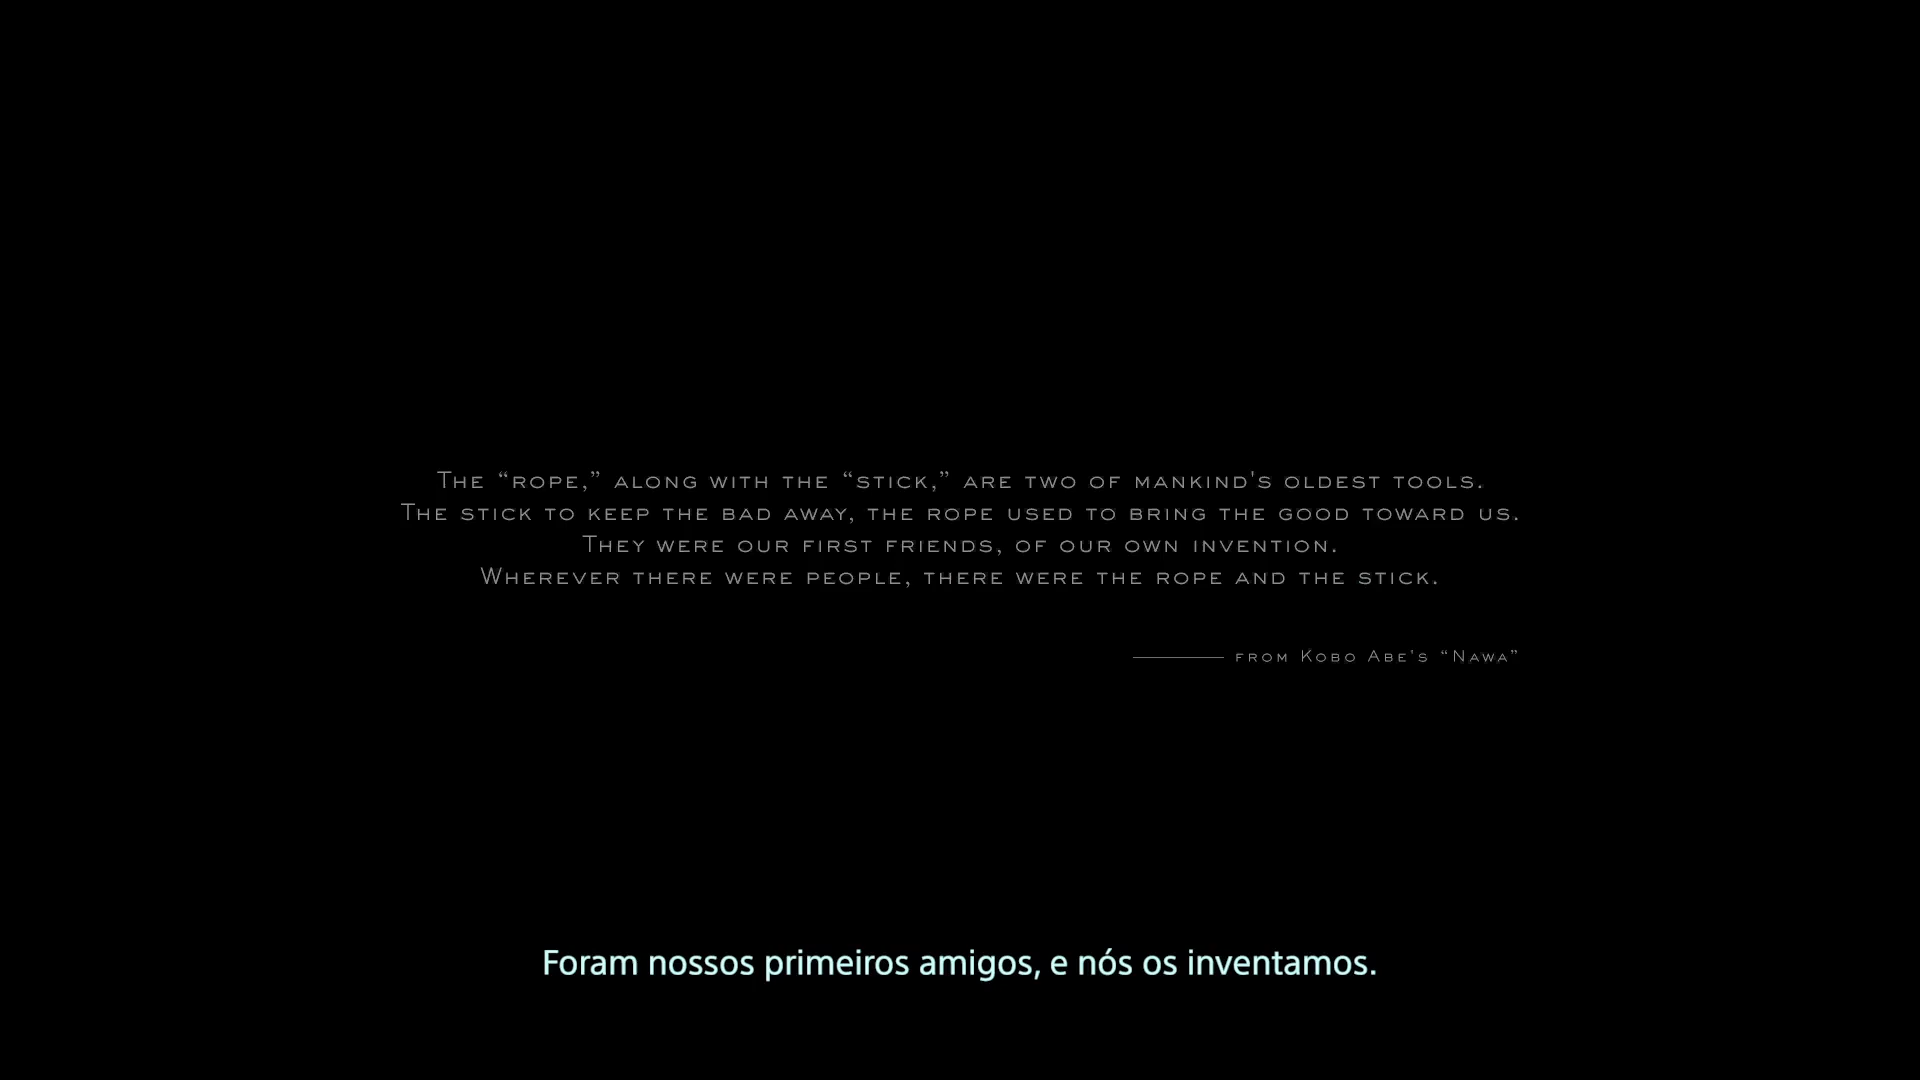 The “rope,” along with the “stick,” are two of mankind's oldest tools.
The stick to keep the bad away, the rope used to bring the good toward us.
They were our first friends, of our own invention.
Wherever there were people, there were the rope and the stick.
from Kobo Abe's “Nawa”
Foram nossos primeiros amigos, e nós os inventamos.